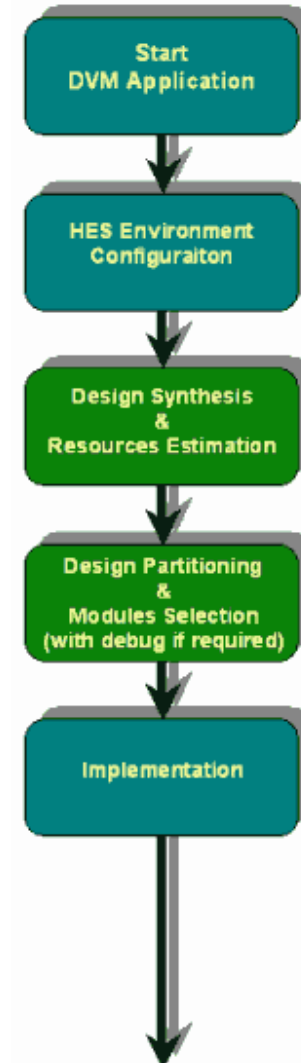 Start
DVM Application
HES Environment
Configuraiton
Design Synthesis
&
Resources Estimation
Design Partitioning
&
Modules Selection
(with debug if required)
Implementation